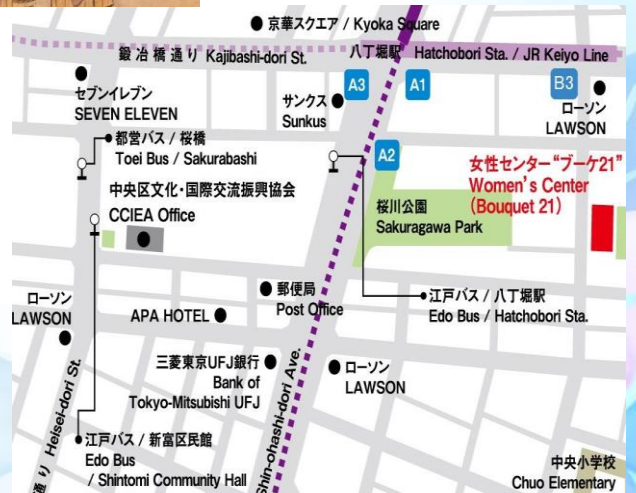 京華スクエア / Kyoka Square
鍛冶橋通り Kajibashi-dori St.
八丁堀駅 Hatchobori Sta. / JR Keiyo Line
A3
A1
B3
セブンイレブン
SEVEN ELEVEN
サンクス
Sunkus
ローソン
LAWSON
都営バス / 桜橋
Toei Bus / Sakurabashi
A2
女性センター“ブーケ21”
Women's Center
(Bouquet 21)
中央区文化・国際交流振興協会
CCIEA Office
桜川公園
Sakuragawa Park
ローソン
LAWSON
APA HOTEL
郵便局
Post Office
江戸バス / 八丁堀駅
Edo Bus / Hatchobori Sta.
三菱東京UFJ銀行
Bank of
Tokyo-Mitsubishi UFJ
ローソン
LAWSON
通り Heisei-dori St.
Shin-ohashi-dori Ave.
江戸バス / 新富区民館
Edo Bus
/ Shintomi Community Hall
中央小学校
Chuo Elementary